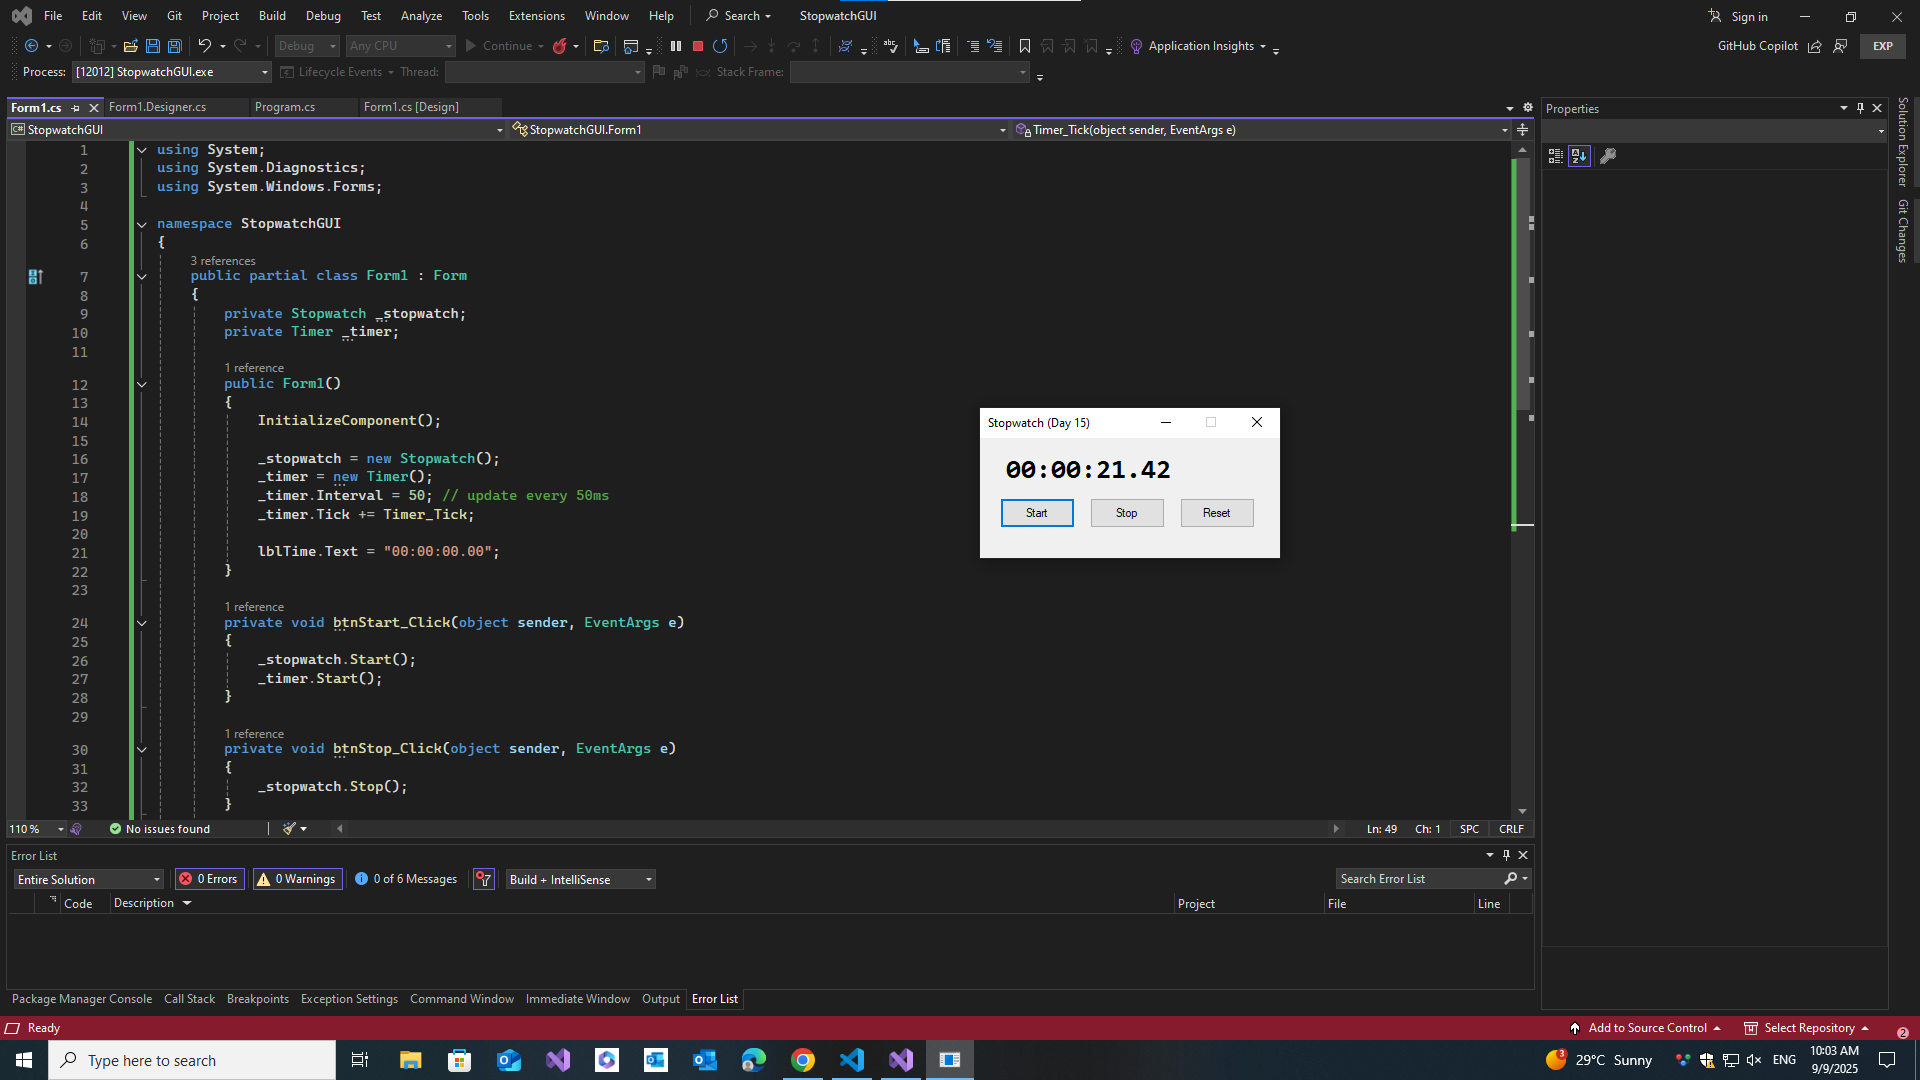 File Edit View Git Project Build Debug Test Analyze Tools Extensions Window Help Search StopwatchGUI Sign in
Debug Any CPU Continue Application Insights GitHub Copilot EXP
Process: [12012] StopwatchGUI.exe Lifecycle Events Thread: Stack Frame:
Form1.cs Form1.Designer.cs Program.cs Form1.cs [Design]
StopwatchGUI StopwatchGUI.Form1 Timer_Tick(object sender, EventArgs e)
1 using System;
2 using System.Diagnostics;
3 using System.Windows.Forms;
4
5 namespace StopwatchGUI
6 {
3 references
7 public partial class Form1 : Form
8 {
9 private Stopwatch _stopwatch;
10 private Timer _timer;
11
1 reference
12 public Form1()
13 {
14 InitializeComponent();
15
16 _stopwatch = new Stopwatch();
17 _timer = new Timer();
18 _timer.Interval = 50; // update every 50ms
19 _timer.Tick += Timer_Tick;
20
21 lblTime.Text = "00:00:00.00";
22 }
23
1 reference
24 private void btnStart_Click(object sender, EventArgs e)
25 {
26 _stopwatch.Start();
27 _timer.Start();
28 }
29
1 reference
30 private void btnStop_Click(object sender, EventArgs e)
31 {
32 _stopwatch.Stop();
33 }
110 % No issues found Ln: 49 Ch: 1 SPC CRLF
Stopwatch (Day 15)
00:00:21.42
Start Stop Reset
Properties
Solution Explorer
Git Changes
Error List
Entire Solution 0 Errors 0 Warnings 0 of 6 Messages Build + IntelliSense Search Error List
Code Description Project File Line
Package Manager Console Call Stack Breakpoints Exception Settings Command Window Immediate Window Output Error List
Ready Add to Source Control Select Repository 2
Type here to search 3 29°C Sunny ENG 10:03 AM
9/9/2025